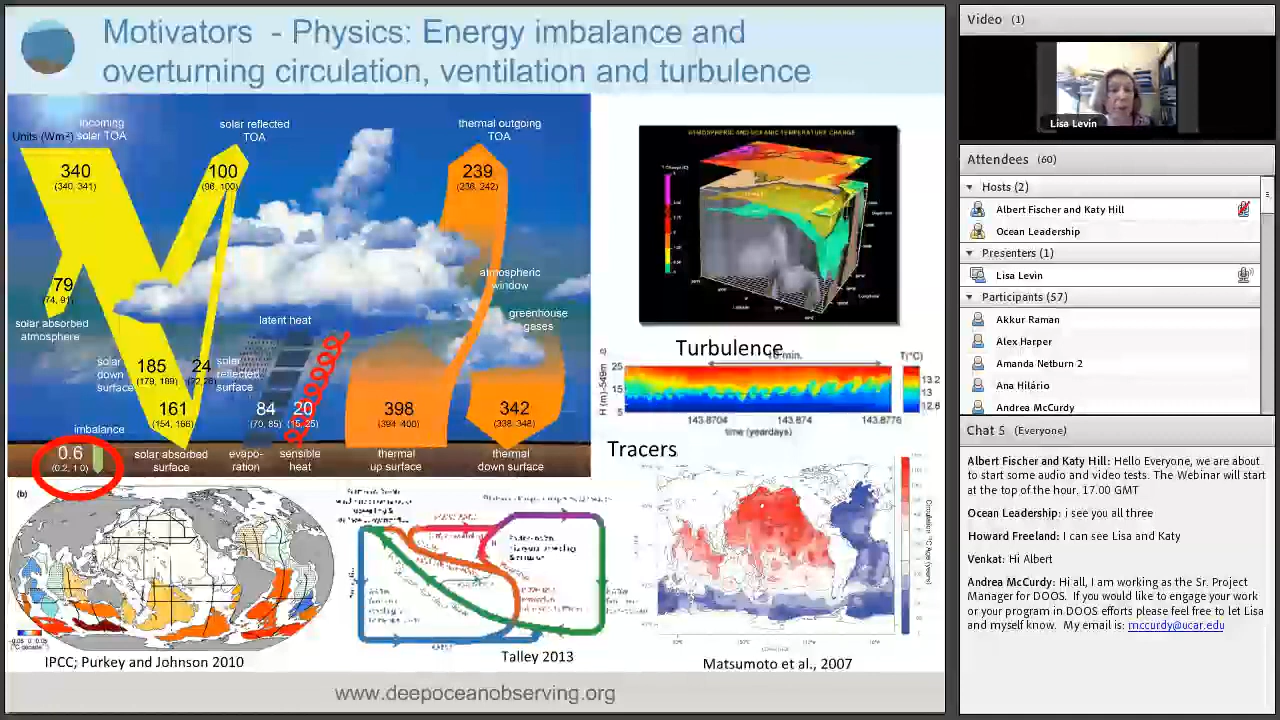 Motivators - Physics: Energy imbalance and
overturning circulation, ventilation and turbulence
Units (Wm-2)
incoming
solar TOA
solar reflected
TOA
thermal outgoing
TOA
340
(340, 341)
100
(96, 100)
239
(236, 242)
79
(74, 91)
solar absorbed
atmosphere
atmospheric
window
latent heat
greenhouse
gases
solar
down
surface
185
(179, 189)
24
solar
reflected
surface
161
(154, 166)
84
(70, 85)
20
(15, 25)
398
(394, 400)
342
(338, 348)
imbalance
0.6
(0.2, 1.0)
solar absorbed
surface
evapo-
ration
sensible
heat
thermal
up surface
thermal
down surface
ATMOSPHERIC AND OCEANIC TEMPERATURE CHANGE
Turbulence
min.
T(°C)
H (m)-549m
25
15
5
13.2
13
12.6
143.8704
143.874
143.8776
time (yeardays)
Tracers
(b)
IPCC; Purkey and Johnson 2010
Talley 2013
Matsumoto et al., 2007
www.deepoceanobserving.org
Video (1)
Lisa Levin
Attendees (60)
Hosts (2)
Albert Fischer and Katy Hill
Ocean Leadership
Presenters (1)
Lisa Levin
Participants (57)
Akkur Raman
Alex Harper
Amanda Netburn 2
Ana Hilário
Andrea McCurdy
Chat 5 (Everyone)
Albert Fischer and Katy Hill: Hello Everyone, we are about
to start some audio and video tests. The Webinar will start
at the top of the hour, 17:00 GMT
Ocean Leadership: i see you all three
Howard Freeland: I can see Lisa and Katy
Venkat: Hi Albert
Andrea McCurdy: Hi all, I am working as the Sr. Project
Manager for DOOS. If you would like to engage your work
or your program in DOOS efforts please feel free to let Lisa
and myself know. My email is: mccurdy@ucar.edu